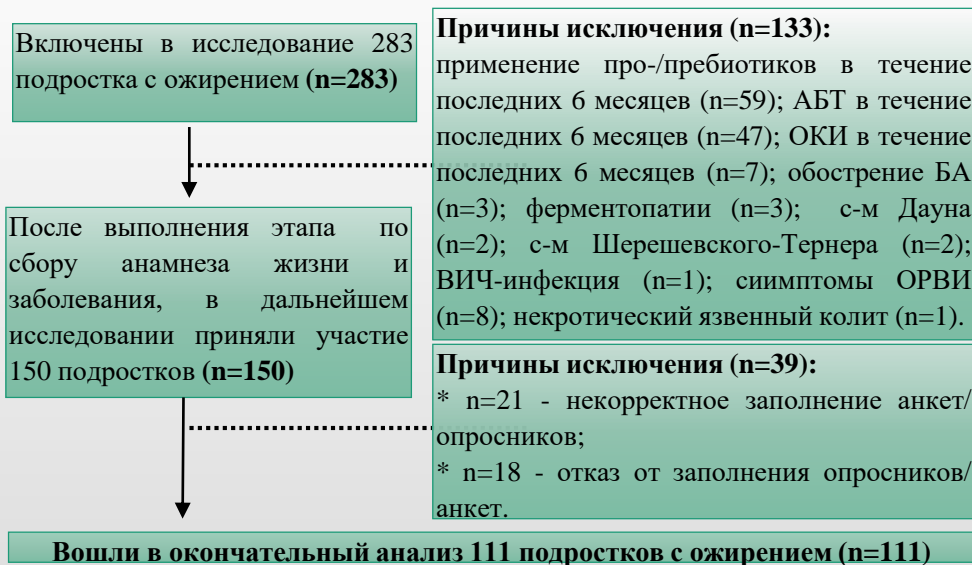 Включены в исследование 283
подростка с ожирением (n=283)
Причины исключения (n=133):
применение про-/пребиотиков в течение
последних 6 месяцев (n=59); АБТ в течение
последних 6 месяцев (n=47); ОКИ в течение
последних 6 месяцев (n=7); обострение БА
(n=3); ферментопатии (n=3); с-м Дауна
(n=2); с-м Шерешевского-Тернера (n=2);
ВИЧ-инфекция (n=1); сиимптомы ОРВИ
(n=8); некротический язвенный колит (n=1).
После выполнения этапа по
сбору анамнеза жизни и
заболевания, в дальнейшем
исследовании приняли участие
150 подростков (n=150)
Причины исключения (n=39):
* n=21 - некорректное заполнение анкет/
опросников;
* n=18 - отказ от заполнения опросников/
анкет.
Вошли в окончательный анализ 111 подростков с ожирением (n=111)